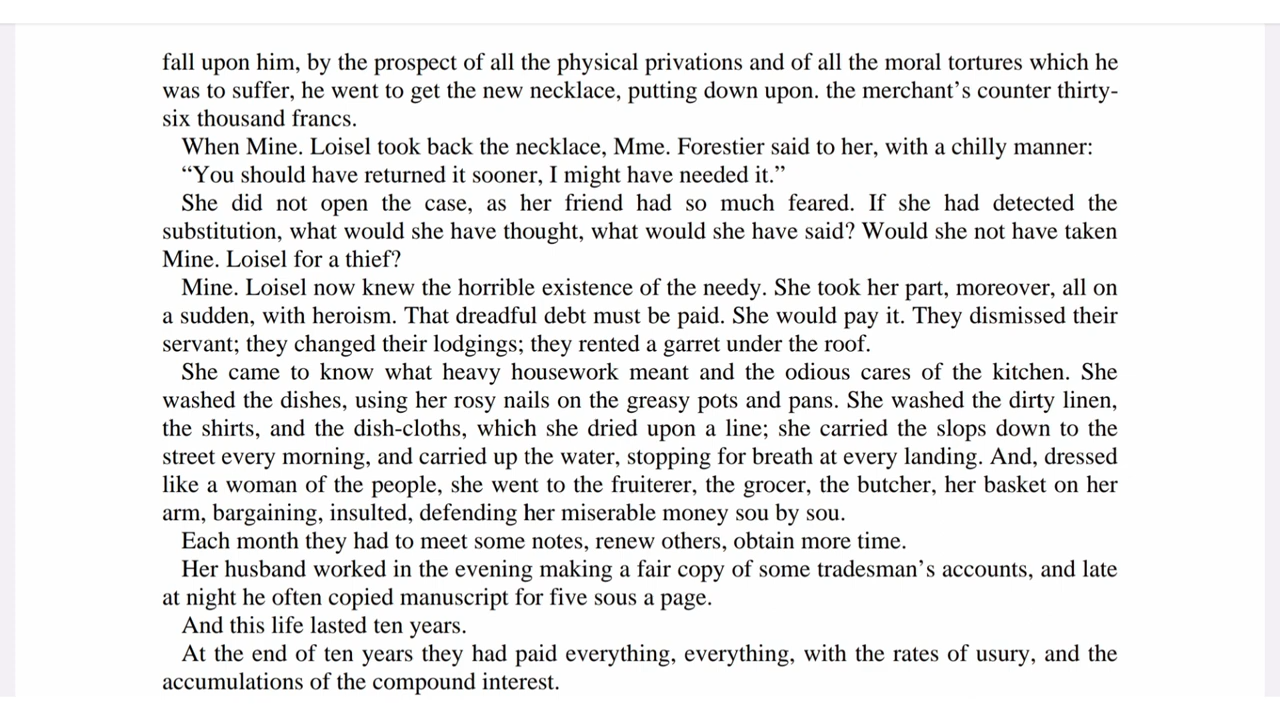 fall upon him, by the prospect of all the physical privations and of all the moral tortures which he
was to suffer, he went to get the new necklace, putting down upon. the merchant’s counter thirty-
six thousand francs.
When Mine. Loisel took back the necklace, Mme. Forestier said to her, with a chilly manner:
“You should have returned it sooner, I might have needed it.”
She did not open the case, as her friend had so much feared. If she had detected the
substitution, what would she have thought, what would she have said? Would she not have taken
Mine. Loisel for a thief?
Mine. Loisel now knew the horrible existence of the needy. She took her part, moreover, all on
a sudden, with heroism. That dreadful debt must be paid. She would pay it. They dismissed their
servant; they changed their lodgings; they rented a garret under the roof.
She came to know what heavy housework meant and the odious cares of the kitchen. She
washed the dishes, using her rosy nails on the greasy pots and pans. She washed the dirty linen,
the shirts, and the dish-cloths, which she dried upon a line; she carried the slops down to the
street every morning, and carried up the water, stopping for breath at every landing. And, dressed
like a woman of the people, she went to the fruiterer, the grocer, the butcher, her basket on her
arm, bargaining, insulted, defending her miserable money sou by sou.
Each month they had to meet some notes, renew others, obtain more time.
Her husband worked in the evening making a fair copy of some tradesman’s accounts, and late
at night he often copied manuscript for five sous a page.
And this life lasted ten years.
At the end of ten years they had paid everything, everything, with the rates of usury, and the
accumulations of the compound interest.